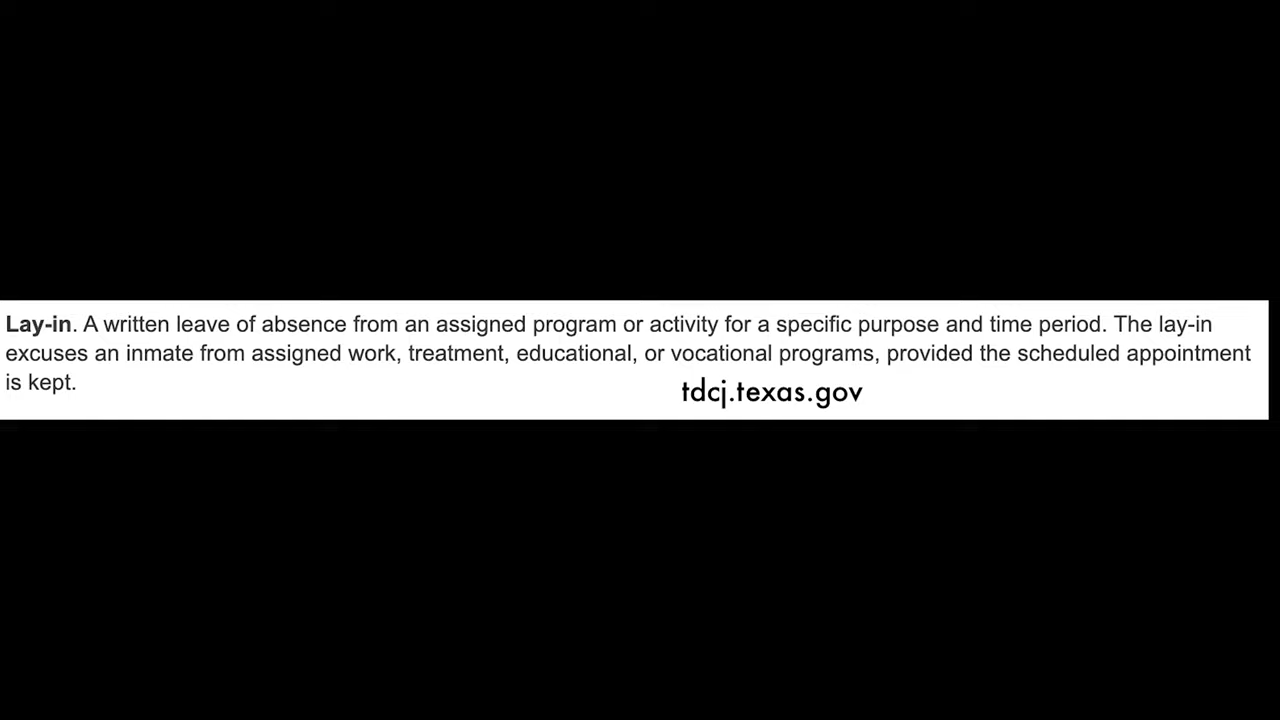 Lay-in. A written leave of absence from an assigned program or activity for a specific purpose and time period. The lay-in
excuses an inmate from assigned work, treatment, educational, or vocational programs, provided the scheduled appointment
is kept.
tdcj.texas.gov